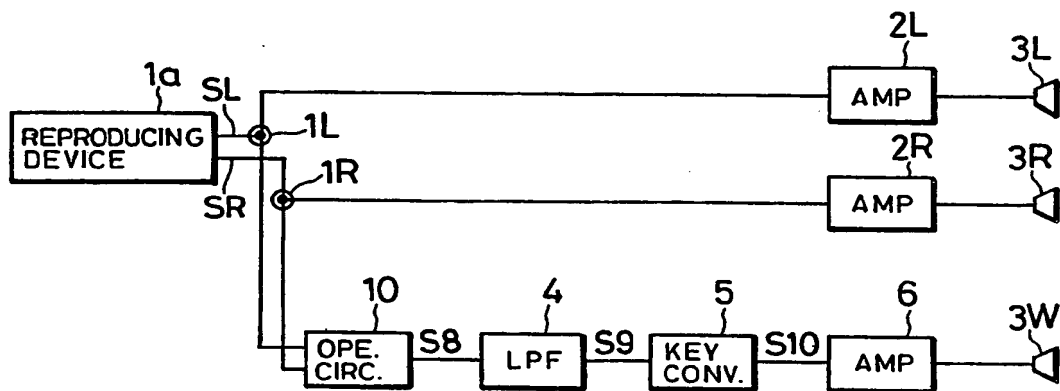 1a
SL
REPRODUCING
DEVICE
1L
SR
1R
2L
AMP
3L
2R
AMP
3R
10
OPE.
CIRC.
S8
4
LPF
S9
5
KEY
CONV.
S10
6
AMP
3W